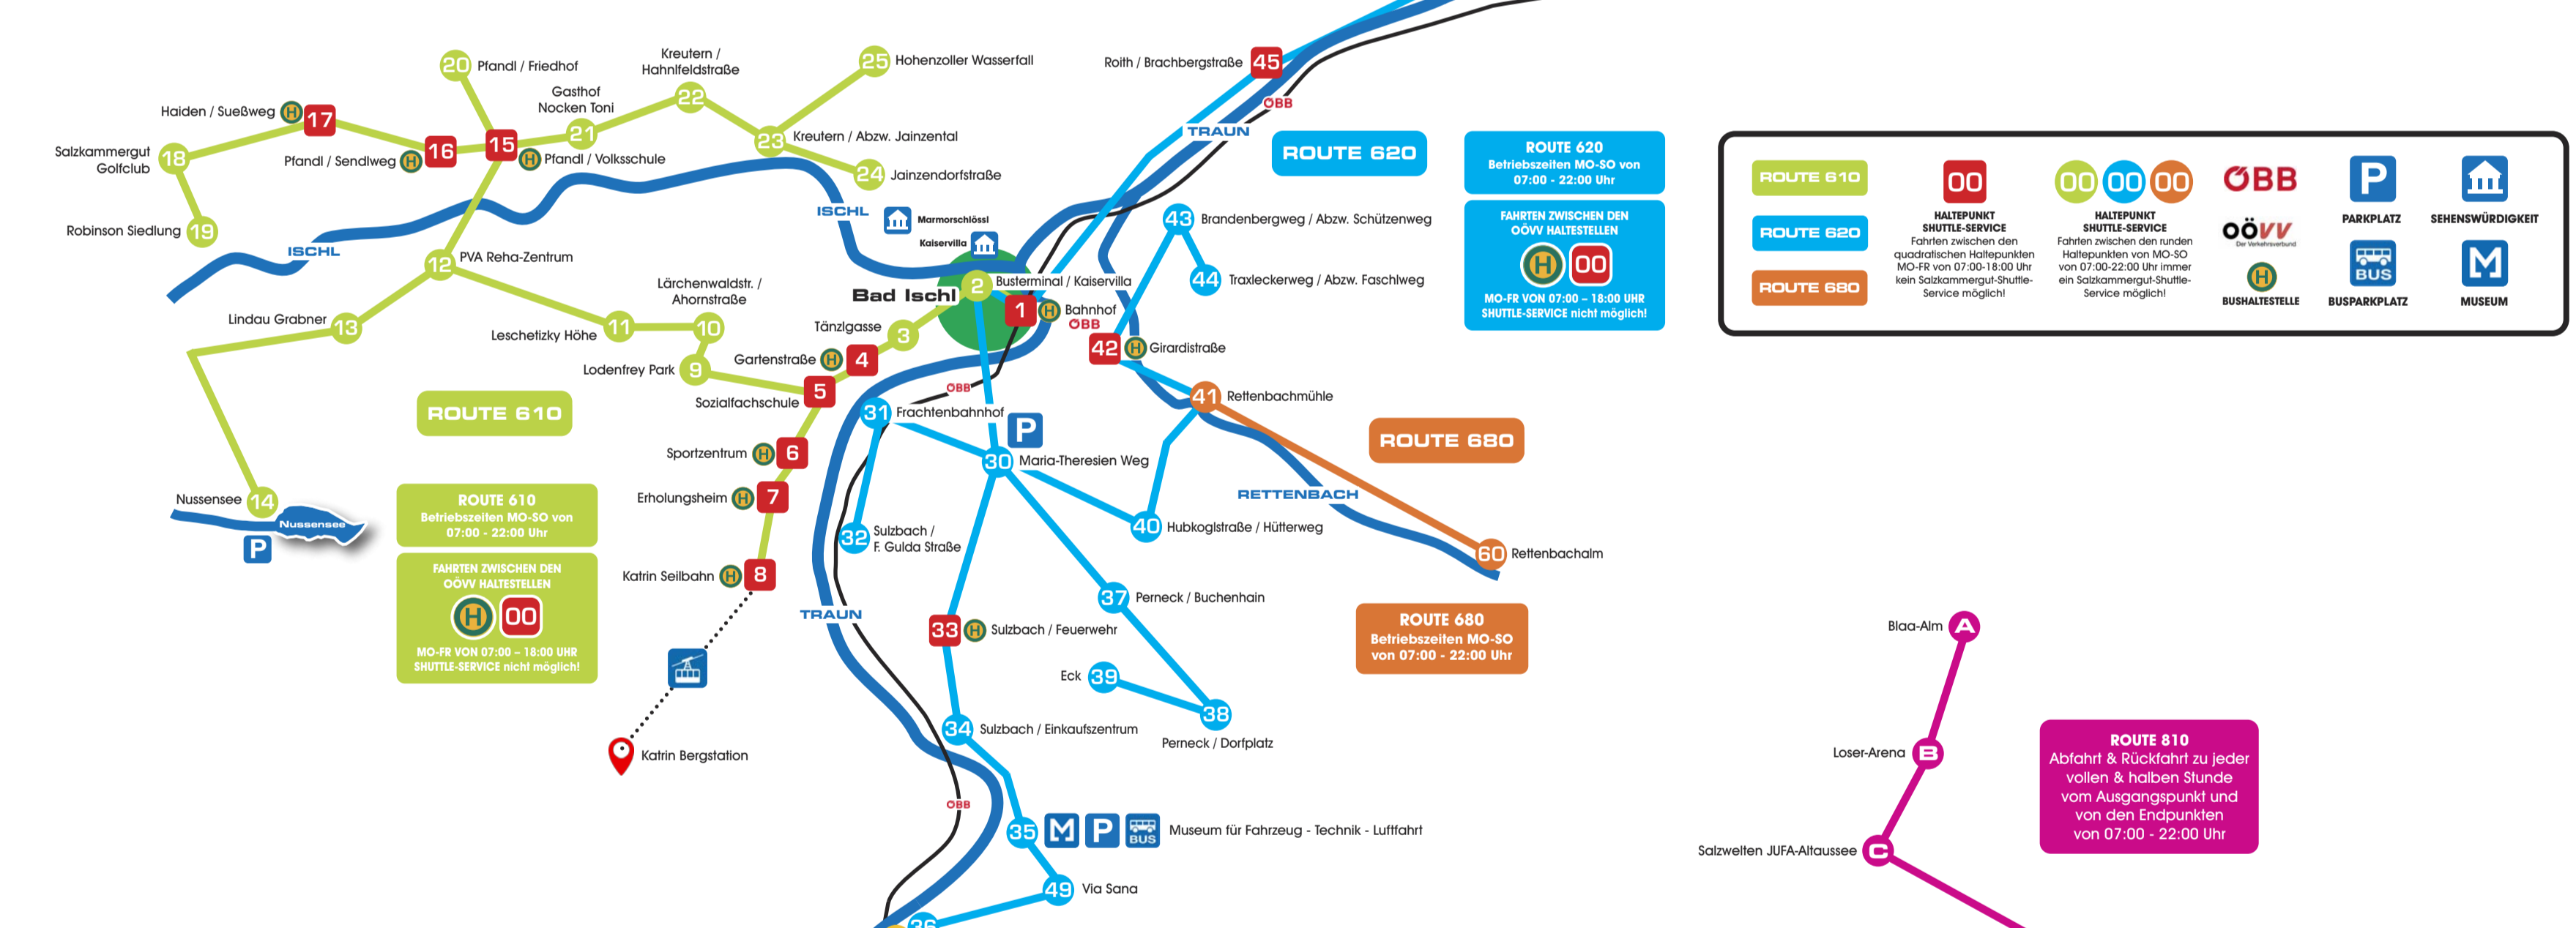 20 Pfandl / Friedhof
Kreutern /
Hahnlfeldstraße
22
25 Hohenzoller Wasserfall
Gasthof
Nocken Toni
21
Haiden / Sueßweg H 17
Salzkammergut
Golfclub
18
Pfandl / Sendlweg H 16
15
H Pfandl / Volksschule
23 Kreutern / Abzw. Jainzental
24 Jainzendorfstraße
Robinson Siedlung 19
ISCHL
ISCHL
Marmorschlössl
Kaiservilla
12 PVA Reha-Zentrum
Bad Ischl
2 Busterminal / Kaiservilla
1 H Bahnhof
ÖBB
Lärchenwaldstr. /
Ahornstraße
10
Lindau Grabner 13
Leschetizky Höhe 11
Tänzlgasse 3
Gartenstraße H 4
Lodenfrey Park 9
Sozialfachschule 5
ROUTE 610
Sportzentrum H 6
Erholungsheim H 7
Katrin Seilbahn H 8
Katrin Bergstation
Nussensee 14
Nussensee
P
ROUTE 610
Betriebszeiten MO-SO von
07:00 - 22:00 Uhr
FAHRTEN ZWISCHEN DEN
OÖVV HALTESTELLEN
H 00
MO-FR VON 07:00 – 18:00 UHR
SHUTTLE-SERVICE nicht möglich!
Roith / Brachbergstraße 45
ÖBB
TRAUN
ROUTE 620
43 Brandenbergweg / Abzw. Schützenweg
44 Traxleckerweg / Abzw. Faschlweg
42 H Girardistraße
41 Rettenbachmühle
ÖBB
31 Frachtenbahnhof
P
30 Maria-Theresien Weg
ROUTE 680
RETTENBACH
32 Sulzbach /
F. Gulda Straße
40 Hubkoglstraße / Hütterweg
60 Rettenbachalm
TRAUN
37 Perneck / Buchenhain
33 H Sulzbach / Feuerwehr
Eck 39
38
Perneck / Dorfplatz
34 Sulzbach / Einkaufszentrum
ÖBB
35 M P BUS Museum für Fahrzeug - Technik - Luftfahrt
49 Via Sana
36
ROUTE 620
Betriebszeiten MO-SO von
07:00 - 22:00 Uhr
FAHRTEN ZWISCHEN DEN
OÖVV HALTESTELLEN
H 00
MO-FR VON 07:00 – 18:00 UHR
SHUTTLE-SERVICE nicht möglich!
ROUTE 680
Betriebszeiten MO-SO
von 07:00 - 22:00 Uhr
ROUTE 610
ROUTE 620
ROUTE 680
00
HALTEPUNKT
SHUTTLE-SERVICE
Fahrten zwischen den
quadratischen Haltepunkten
MO-FR von 07:00-18:00 Uhr
kein Salzkammergut-Shuttle-
Service möglich!
00 00 00
HALTEPUNKT
SHUTTLE-SERVICE
Fahrten zwischen den runden
Haltepunkten von MO-SO
von 07:00-22:00 Uhr immer
ein Salzkammergut-Shuttle-
Service möglich!
ÖBB
OÖVV
Der Verkehrsverbund
H
BUSHALTESTELLE
P
PARKPLATZ
BUS
BUSPARKPLATZ
SEHENSWÜRDIGKEIT
M
MUSEUM
Blaa-Alm A
Loser-Arena B
Salzwelten JUFA-Altaussee C
ROUTE 810
Abfahrt & Rückfahrt zu jeder
vollen & halben Stunde
vom Ausgangspunkt und
von den Endpunkten
von 07:00 - 22:00 Uhr